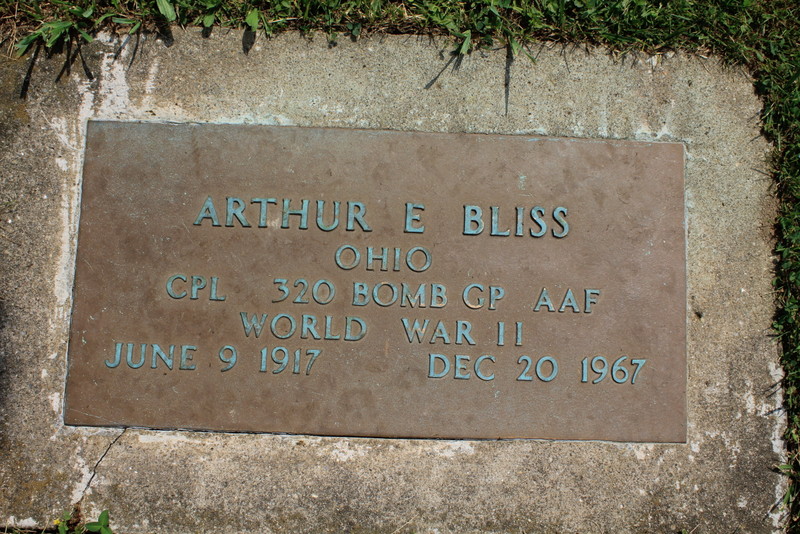 ARTHUR E BLISS
OHIO
CPL 320 BOMB GP AAF
WORLD WAR II
JUNE 9 1917 DEC 20 1967